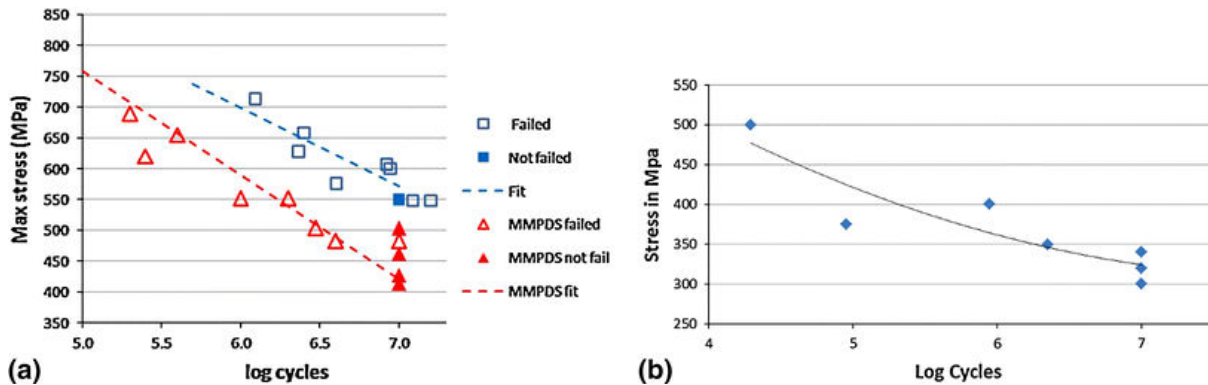 850
800
750
700
650
600
550
500
450
400
350
Max stress (MPa)
5.0 5.5 6.0 6.5 7.0
log cycles
(a)
Failed
Not failed
Fit
MMPDS failed
MMPDS not fail
MMPDS fit
550
500
450
400
350
300
250
Stress in Mpa
4 5 6 7
Log Cycles
(b)